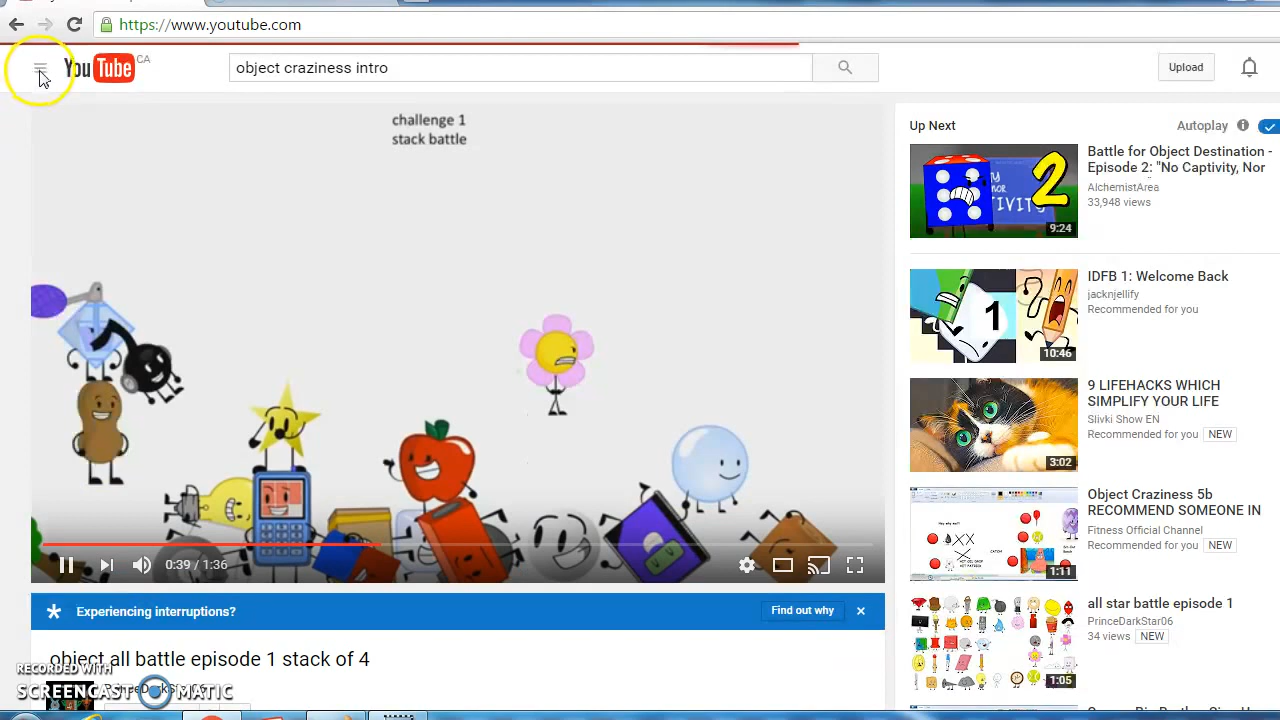 https://www.youtube.com
YouTube CA
object craziness intro
Upload
challenge 1
stack battle
0:39 / 1:36
Experiencing interruptions?
Find out why
object all battle episode 1 stack of 4
RECORDED WITH
SCREENCAST MATIC
Up Next
Autoplay
2
9:24
Battle for Object Destination -
Episode 2: "No Captivity, Nor
AlchemistArea
33,948 views
1
10:46
IDFB 1: Welcome Back
jacknjellify
Recommended for you
3:02
9 LIFEHACKS WHICH
SIMPLIFY YOUR LIFE
Slivki Show EN
Recommended for you NEW
1:11
Object Craziness 5b
RECOMMEND SOMEONE IN
Fitness Official Channel
Recommended for you NEW
1:05
all star battle episode 1
PrinceDarkStar06
34 views NEW